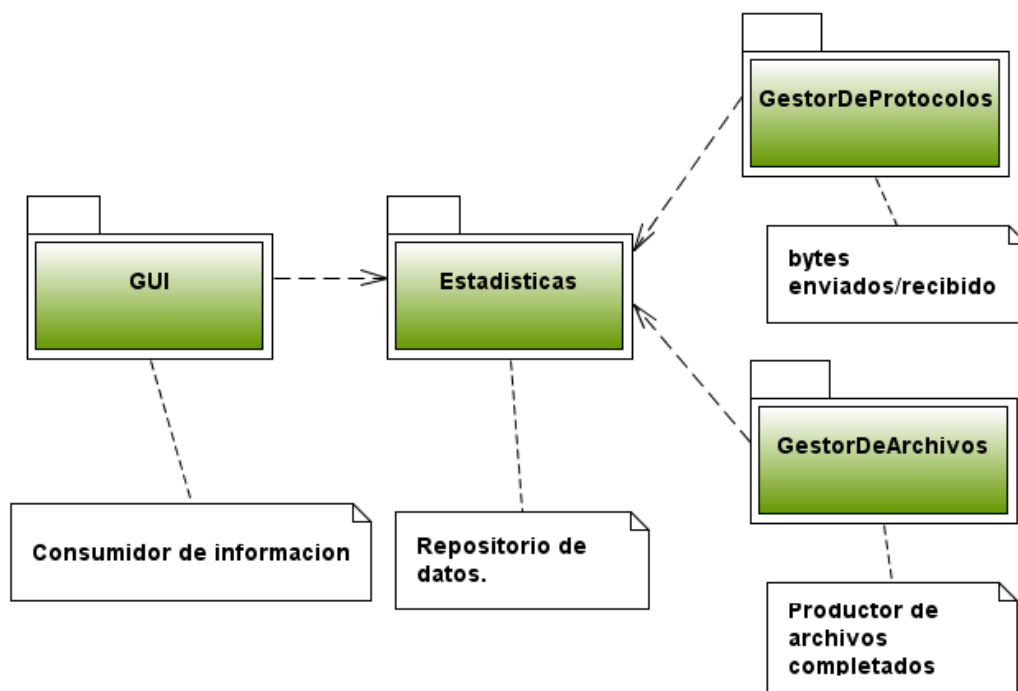 GestorDeProtocolos
GUI
Estadisticas
bytes
enviados/recibido
GestorDeArchivos
Consumidor de informacion
Repositorio de
datos.
Productor de
archivos
completados